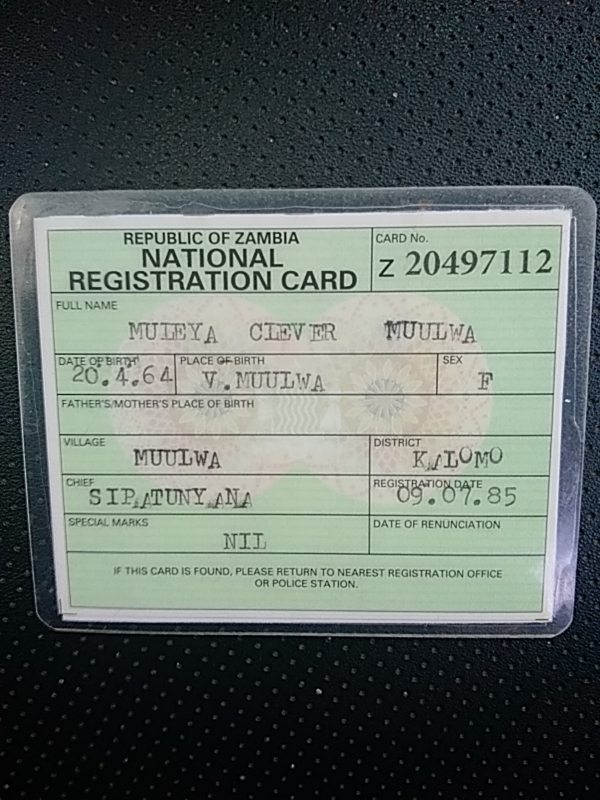 REPUBLIC OF ZAMBIA
NATIONAL
REGISTRATION CARD
CARD No.
Z 20497112
FULL NAME
MULEYA CLEVER MUULWA
DATE OF BIRTH PLACE OF BIRTH SEX
20.4.64 V.MUULWA F
FATHER'S/MOTHER'S PLACE OF BIRTH
VILLAGE DISTRICT
MUULWA KALOMO
CHIEF REGISTRATION DATE
SIPATUNYANA 09.07.85
SPECIAL MARKS DATE OF RENUNCIATION
NIL
IF THIS CARD IS FOUND, PLEASE RETURN TO NEAREST REGISTRATION OFFICE
OR POLICE STATION.